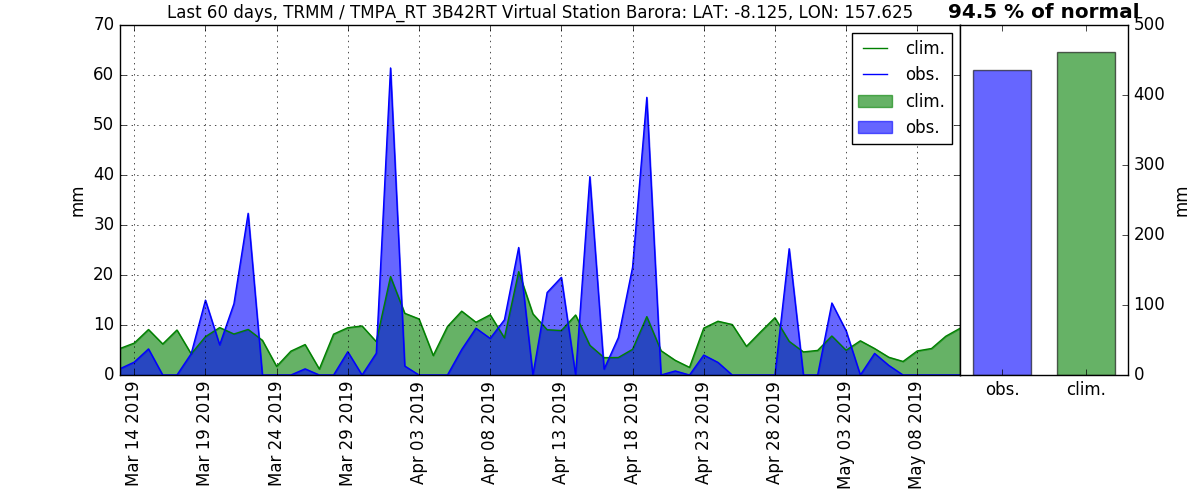 Last 60 days, TRMM / TMPA_RT 3B42RT Virtual Station Barora: LAT: -8.125, LON: 157.625
94.5 % of normal
70
60
50
40
30
20
10
0
mm
clim.
obs.
clim.
obs.
500
400
300
200
100
0
mm
obs.
clim.
Mar 14 2019
Mar 19 2019
Mar 24 2019
Mar 29 2019
Apr 03 2019
Apr 08 2019
Apr 13 2019
Apr 18 2019
Apr 23 2019
Apr 28 2019
May 03 2019
May 08 2019